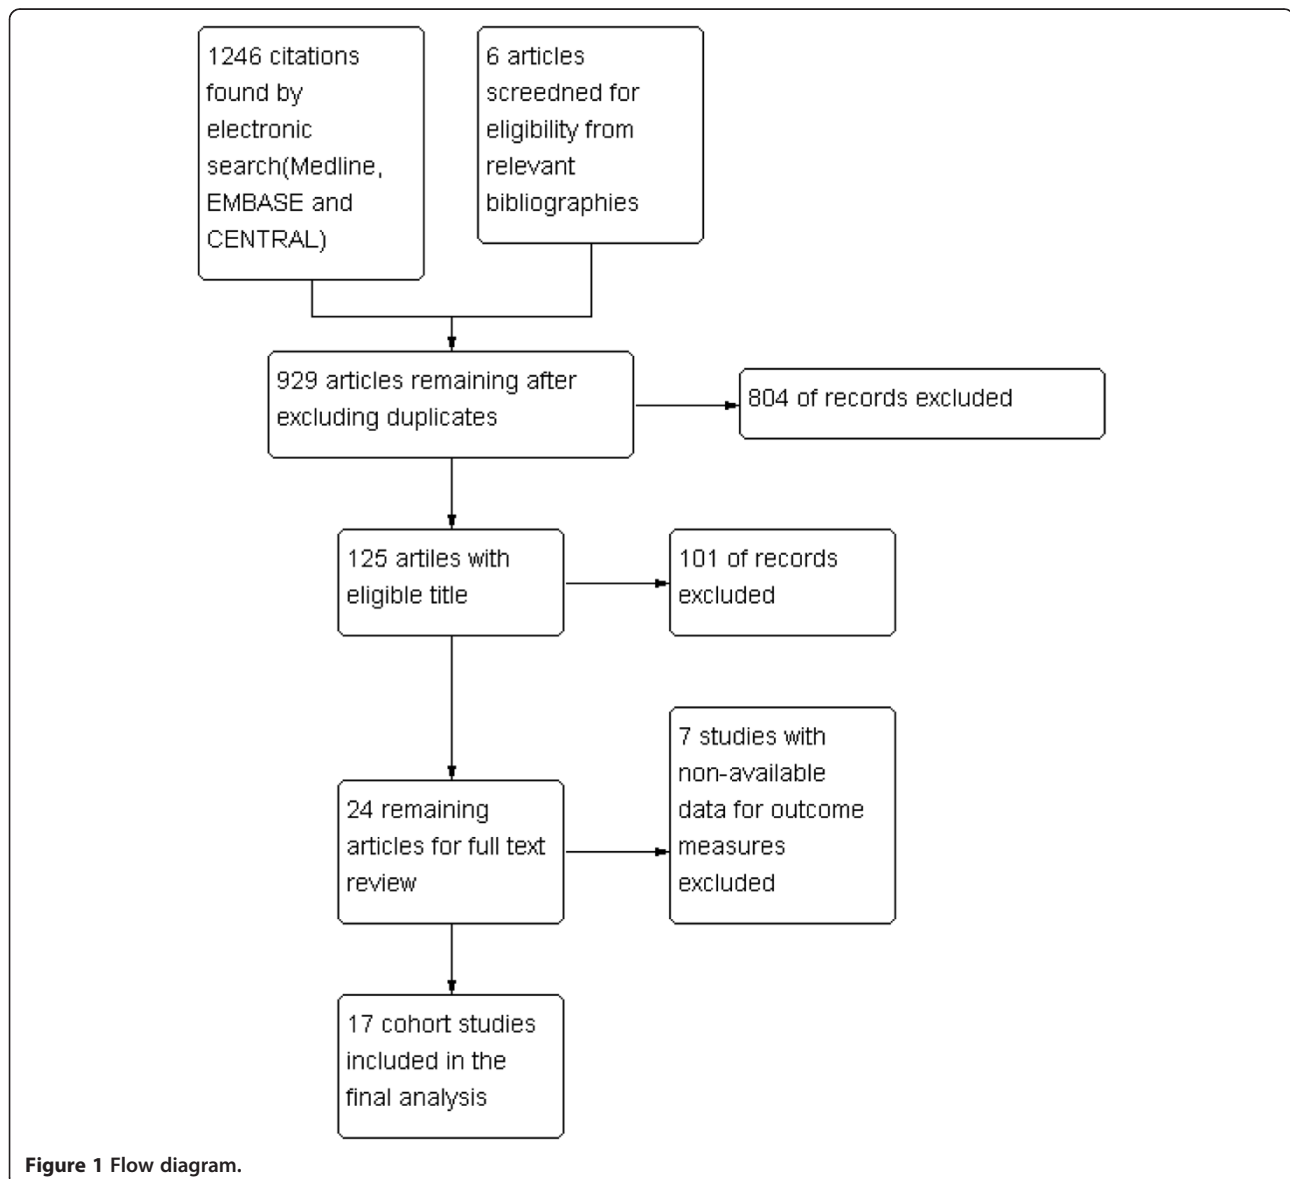 1246 citations
found by
electronic
search(Medline,
EMBASE and
CENTRAL)
6 articles
screedned for
eligibility from
relevant
bibliographies
929 articles remaining after
excluding duplicates
804 of records excluded
125 artiles with
eligible title
101 of records
excluded
24 remaining
articles for full text
review
7 studies with
non-available
data for outcome
measures
excluded
17 cohort studies
included in the
final analysis
Figure 1 Flow diagram.